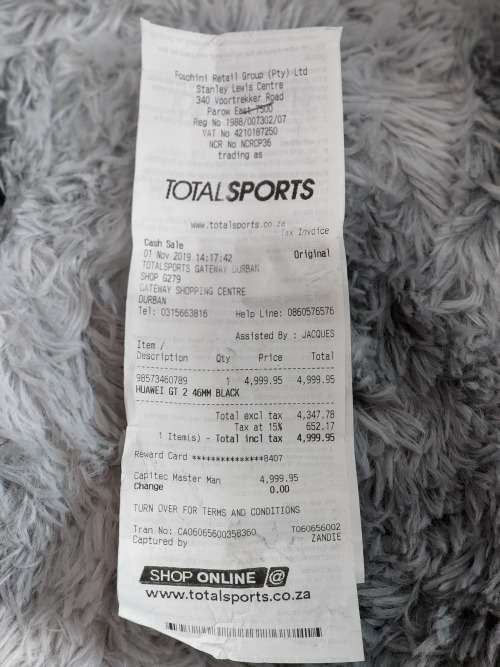 Foschini Retail Group (Pty) Ltd
Stanley Lewis Centre
340 Voortrekker Road
Parow East 7500
Reg No 1988/007302/07
VAT No 4210187250
NCR No NCRCP36
trading as
TOTALSPORTS
www.totalsports.co.za
Tax Invoice
Cash Sale
01 Nov 2019 14:17:42 Original
TOTALSPORTS GATEWAY DURBAN
SHOP G279
GATEWAY SHOPPING CENTRE
DURBAN
Tel: 0315663816 Help Line: 0860576576
Assisted By : JACQUES
Item /
Description Qty Price Total
98573460789 1 4,999.95 4,999.95
HUAWEI GT 2 46MM BLACK
Total excl tax 4,347.78
Tax at 15% 652.17
1 Item(s) - Total incl tax 4,999.95
Reward Card ***************8407
Capitec Master Man 4,999.95
Change 0.00
TURN OVER FOR TERMS AND CONDITIONS
Tran No: CA06065600358360 T060656002
Captured by ZANDIE
SHOP ONLINE @
www.totalsports.co.za